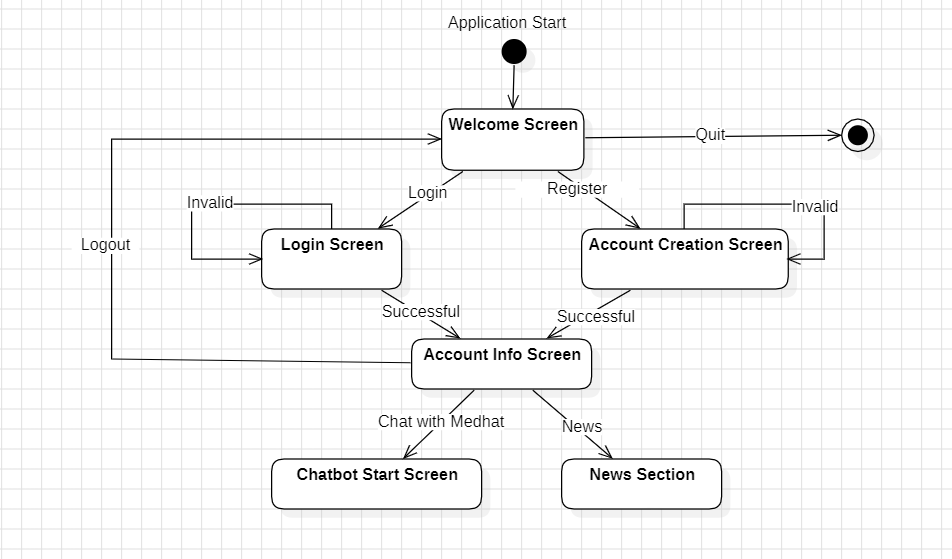 Application Start
Welcome Screen
Quit
Login
Register
Invalid
Invalid
Logout
Login Screen
Account Creation Screen
Successful
Successful
Account Info Screen
Chat with Medhat
News
Chatbot Start Screen
News Section